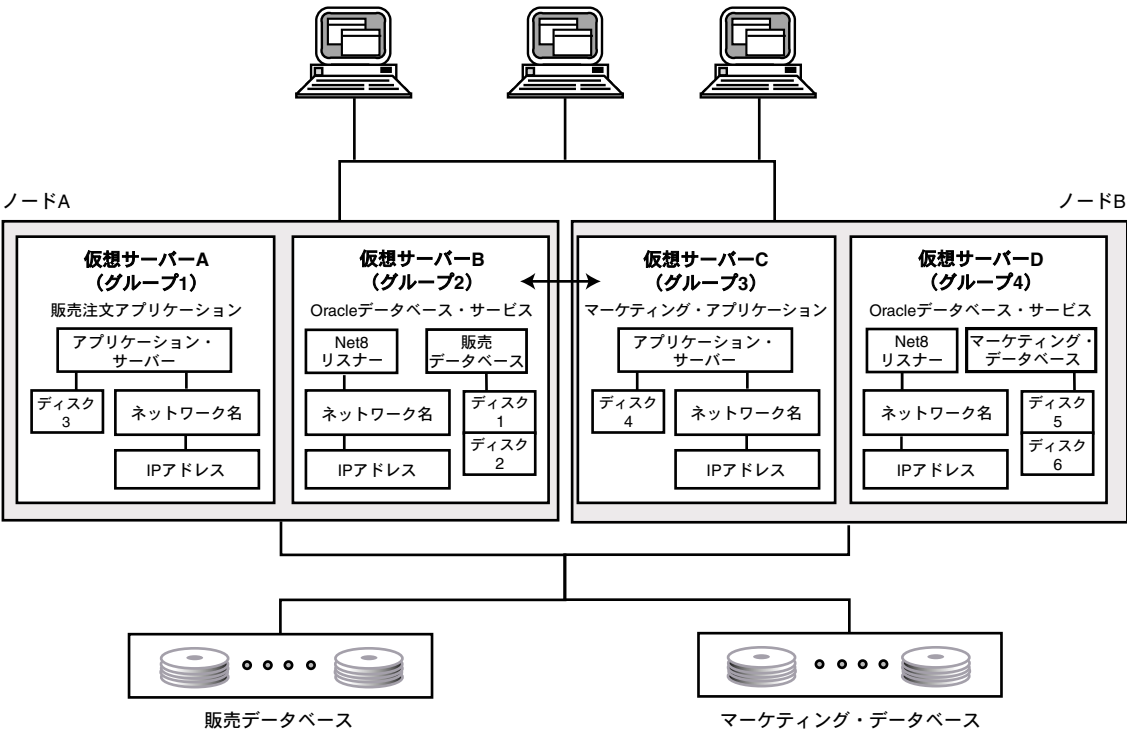 ノードA
ノードB
仮想サーバーA
（グループ1）
販売注文アプリケーション
アプリケーション・
サーバー
ディスク
3
ネットワーク名
IPアドレス
仮想サーバーB
（グループ2）
Oracleデータベース・サービス
Net8
リスナー
販売
データベース
ネットワーク名
ディスク
1
ディスク
2
IPアドレス
仮想サーバーC
（グループ3）
マーケティング・アプリケーション
アプリケーション・
サーバー
ディスク
4
ネットワーク名
IPアドレス
仮想サーバーD
（グループ4）
Oracleデータベース・サービス
Net8
リスナー
マーケティング・
データベース
ネットワーク名
ディスク
5
ディスク
6
IPアドレス
販売データベース
マーケティング・データベース